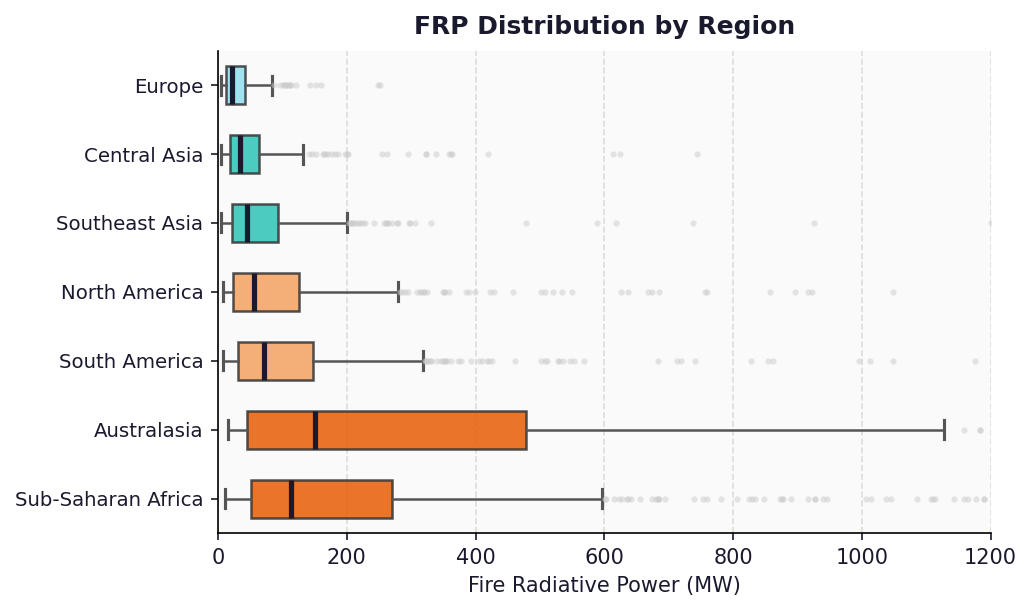 FRP Distribution by Region
Europe
Central Asia
Southeast Asia
North America
South America
Australasia
Sub-Saharan Africa
0 200 400 600 800 1000 1200
Fire Radiative Power (MW)